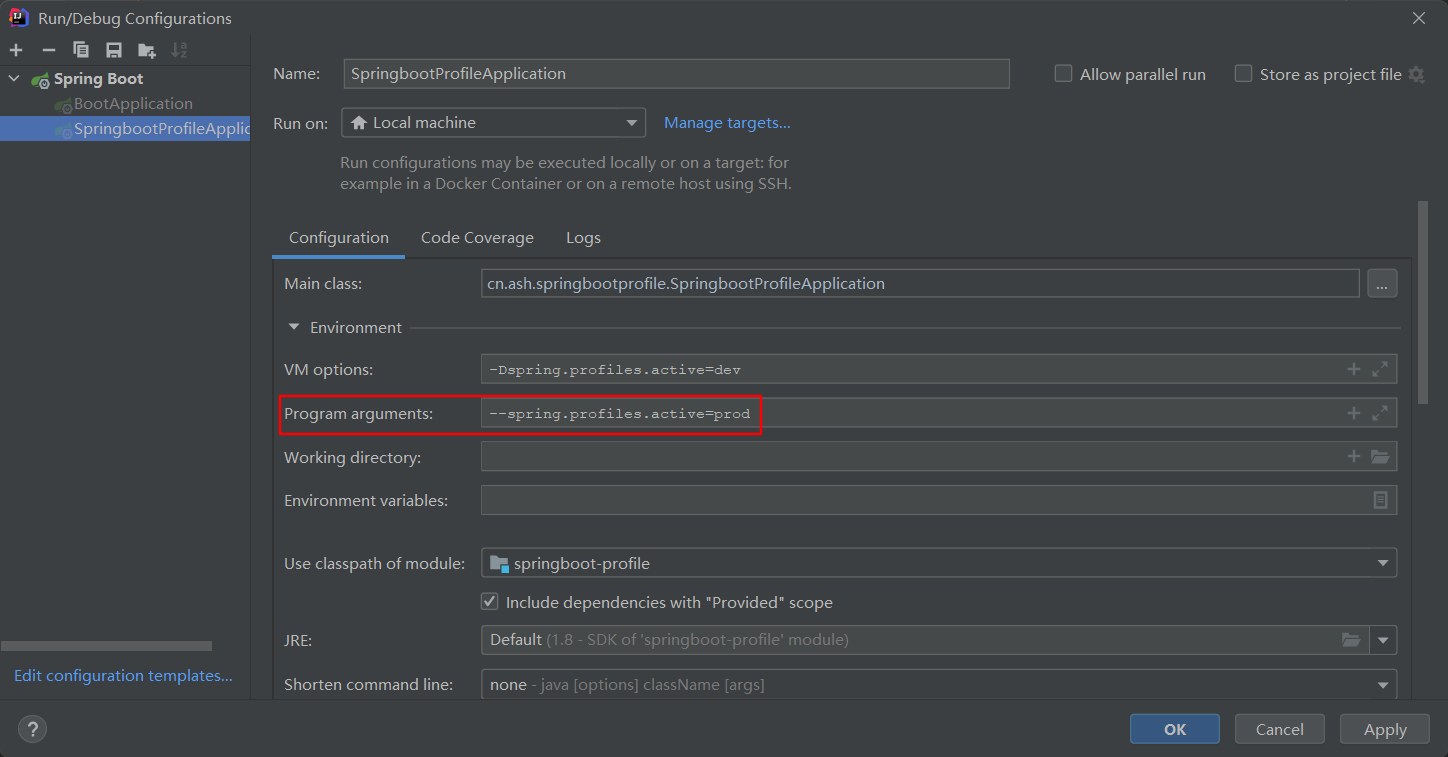 Run/Debug Configurations
Spring Boot
BootApplication
SpringbootProfileApplic
Edit configuration templates...
Name: SpringbootProfileApplication
Allow parallel run
Store as project file
Run on: Local machine
Manage targets...
Run configurations may be executed locally or on a target: for
example in a Docker Container or on a remote host using SSH.
Configuration Code Coverage Logs
Main class: cn.ash.springbootprofile.SpringbootProfileApplication ...
Environment
VM options: -Dspring.profiles.active=dev
Program arguments: --spring.profiles.active=prod
Working directory:
Environment variables:
Use classpath of module: springboot-profile
Include dependencies with "Provided" scope
JRE: Default (1.8 - SDK of 'springboot-profile' module)
Shorten command line: none - java [options] className [args]
? OK Cancel Apply